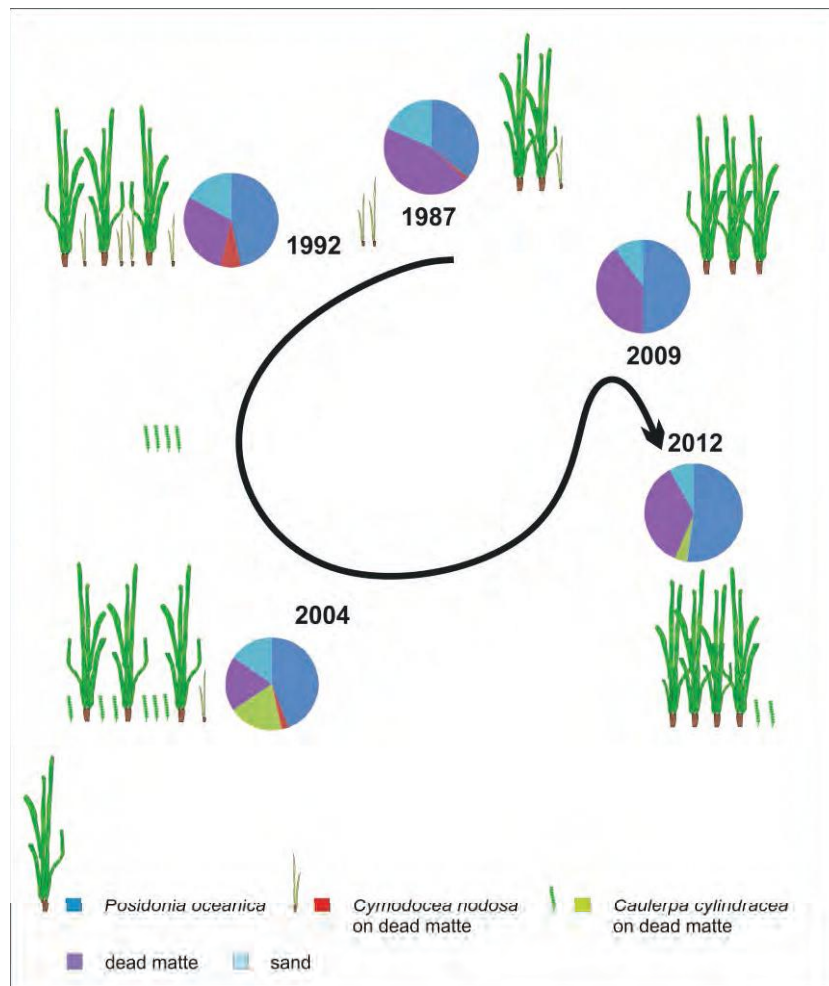 1987
1992
2009
2012
2004
Posidonia oceanica
Cymodocea nodosa
on dead matte
Caulerpa cylindracea
on dead matte
dead matte
sand